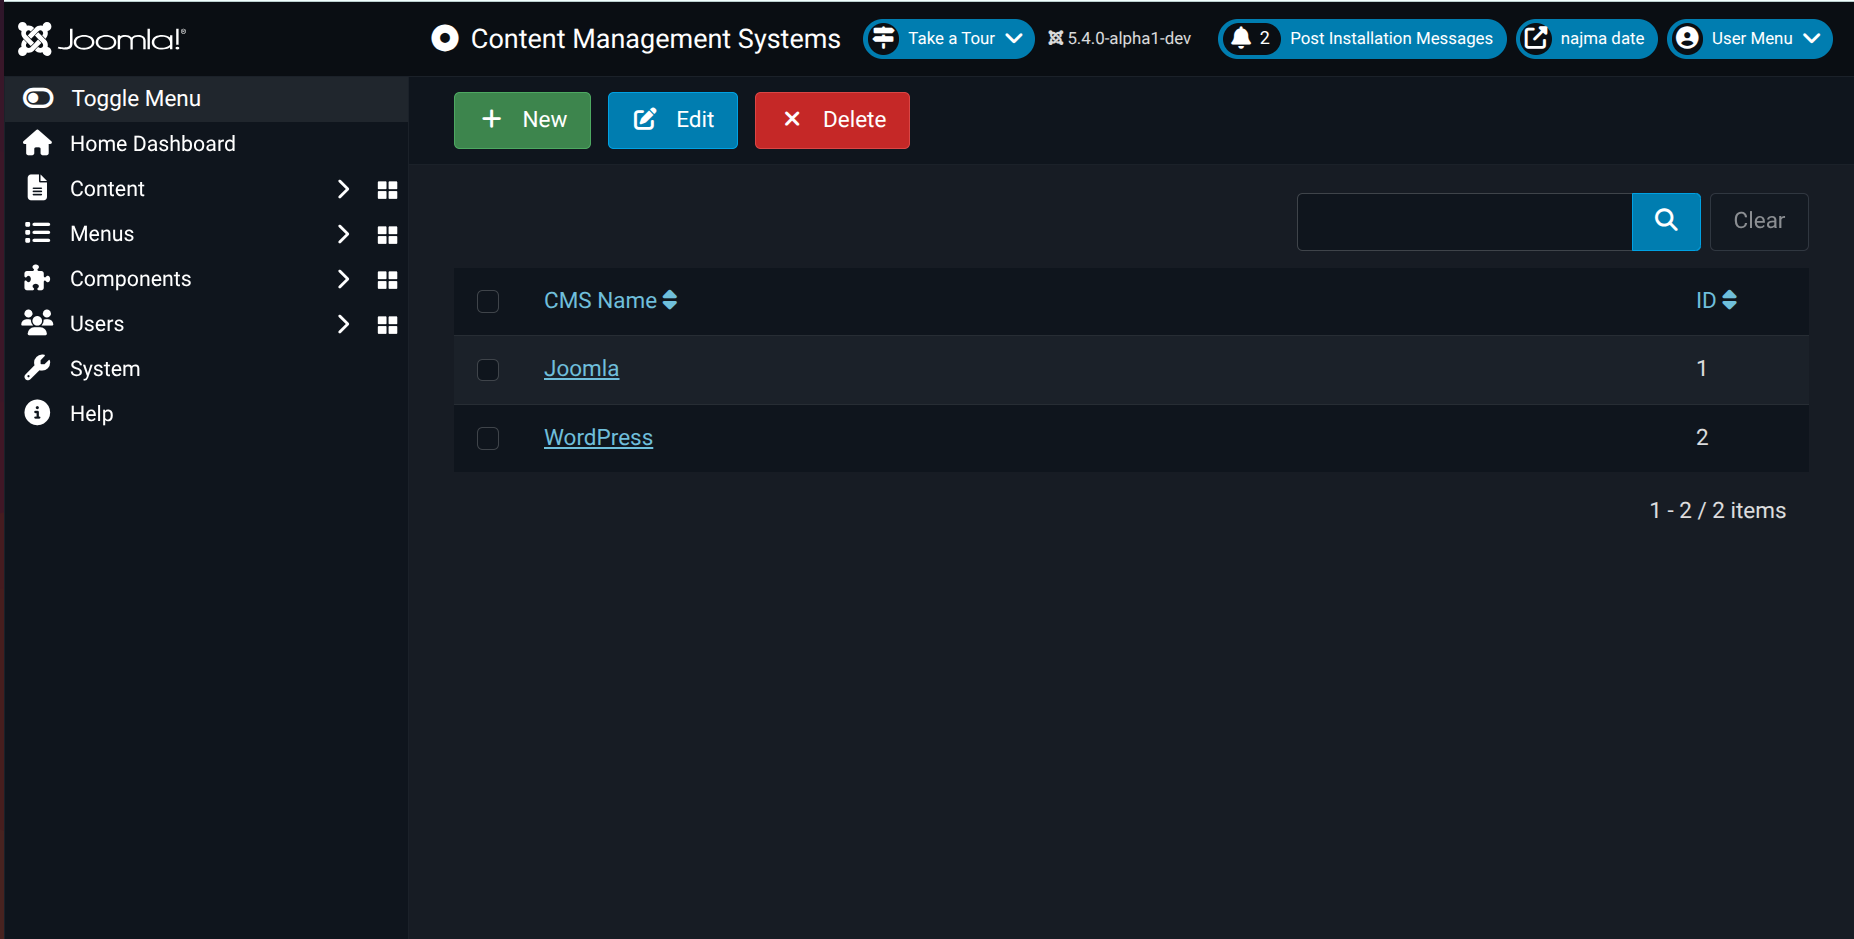 Joomla!®
Content Management Systems
Take a Tour
5.4.0-alpha1-dev
2 Post Installation Messages
najma date
User Menu
Toggle Menu
Home Dashboard
Content
Menus
Components
Users
System
Help
New
Edit
Delete
Clear
CMS Name ID
Joomla 1
WordPress 2
1 - 2 / 2 items